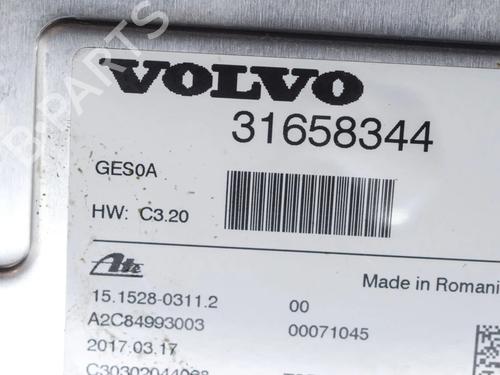 VOLVO
31658344
GES0A
HW: C3.20
Ate
Made in Romani
15.1528-0311.2 00
A2C84993003 00071045
2017.03.17
B-PARTS